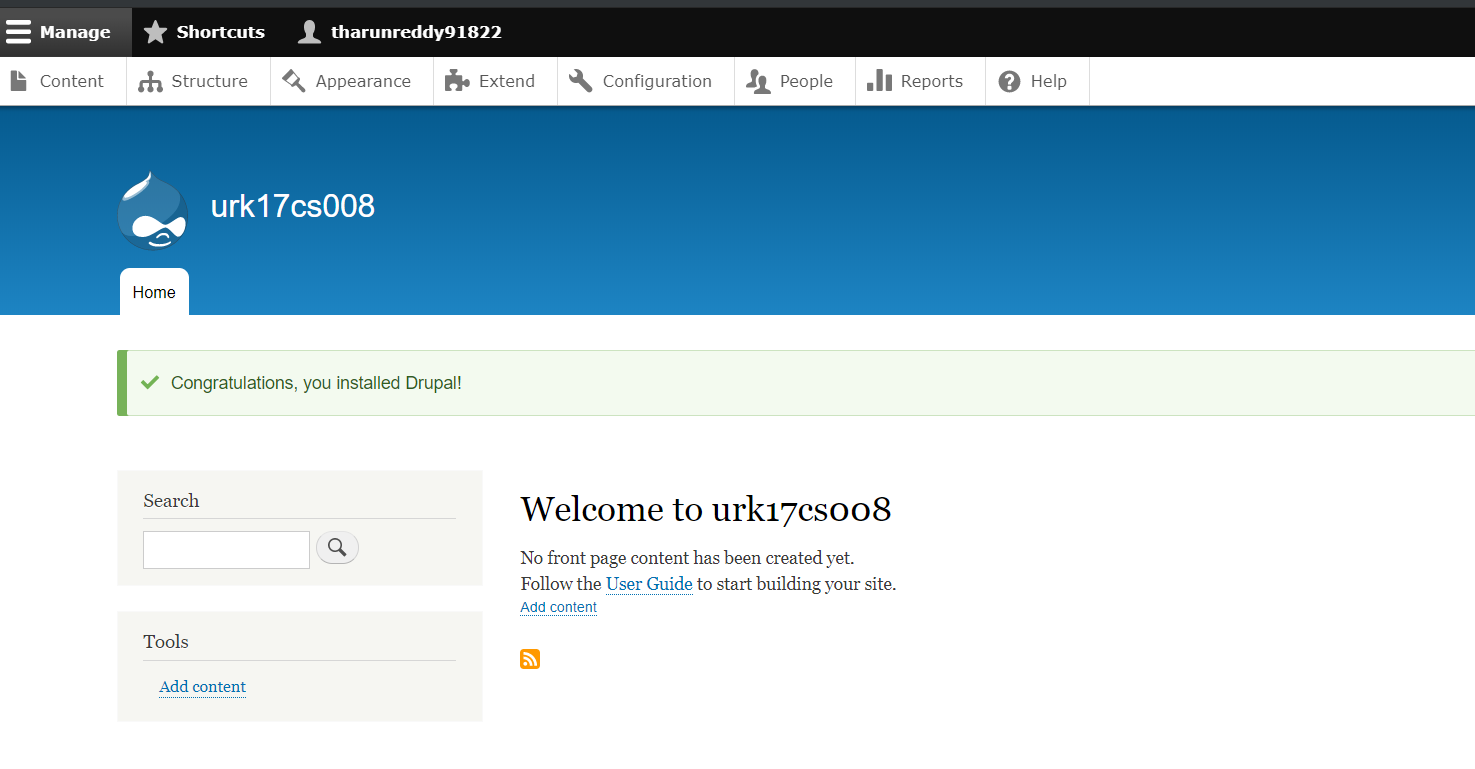 Manage Shortcuts tharunreddy91822
Content Structure Appearance Extend Configuration People Reports Help
urk17cs008
Home
Congratulations, you installed Drupal!
Search
Tools
Add content
Welcome to urk17cs008
No front page content has been created yet.
Follow the User Guide to start building your site.
Add content